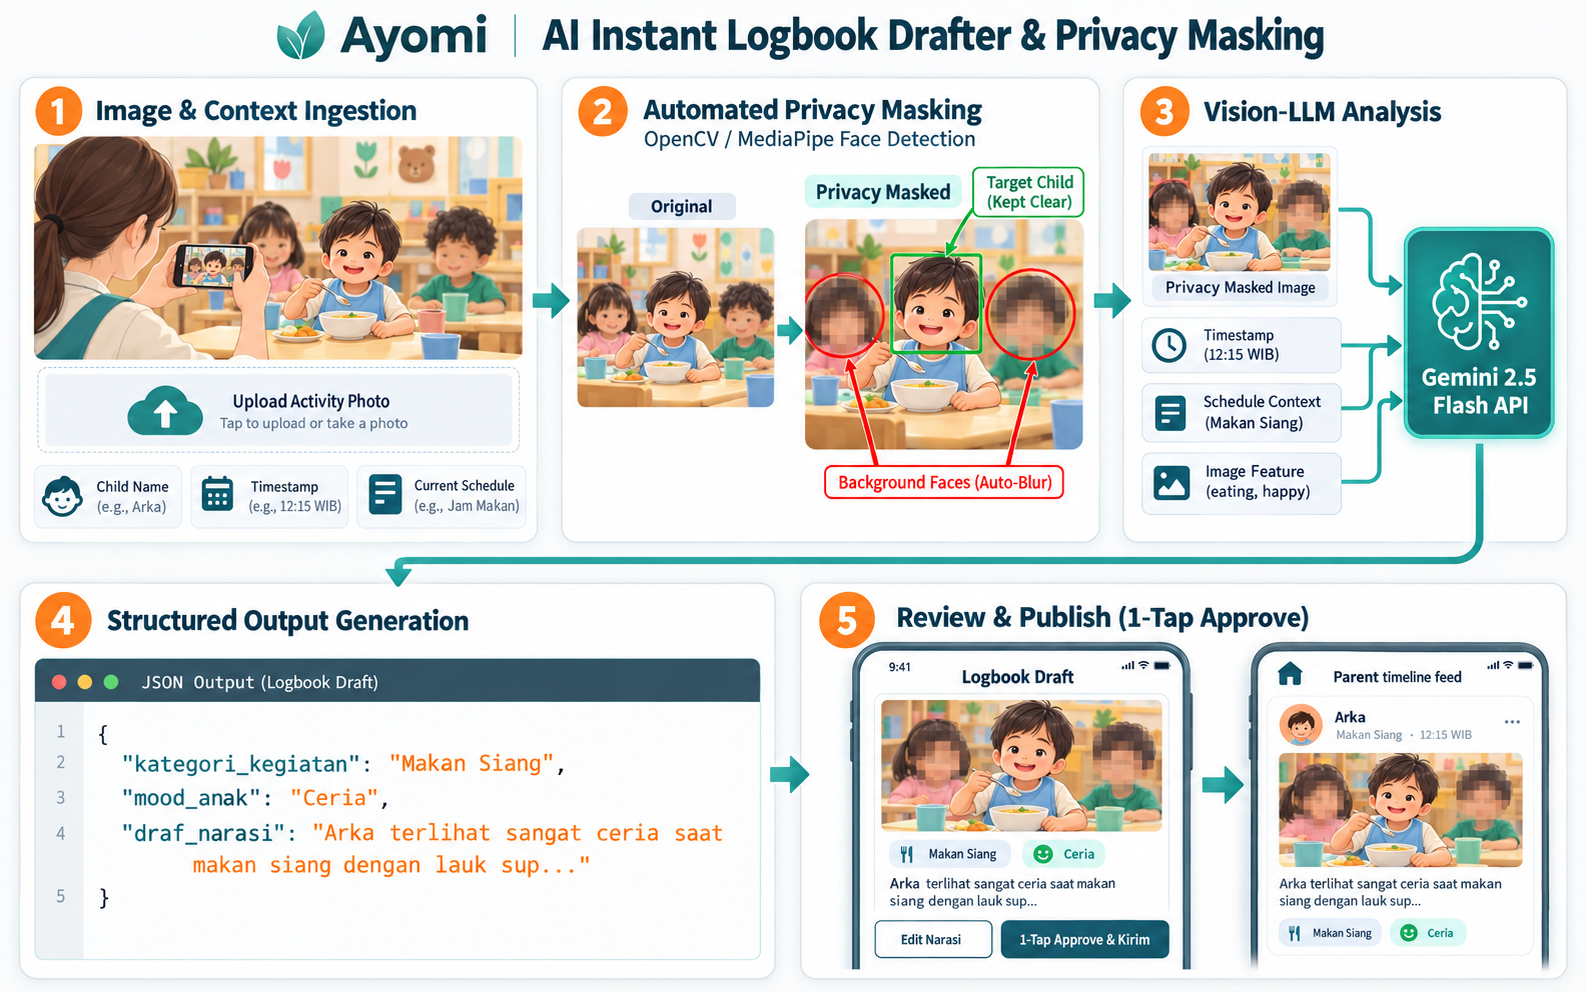 Ayomi
AI Instant Logbook Drafter & Privacy Masking
1
Image & Context Ingestion
Upload Activity Photo
Tap to upload or take a photo
Child Name
(e.g., Arka)
Timestamp
(e.g., 12:15 WIB)
Current Schedule
(e.g., Jam Makan)
2
Automated Privacy Masking
OpenCV / MediaPipe Face Detection
Original
Privacy Masked
Target Child
(Kept Clear)
Background Faces (Auto-Blur)
3
Vision-LLM Analysis
Privacy Masked Image
Timestamp
(12:15 WIB)
Schedule Context
(Makan Siang)
Image Feature
(eating, happy)
Gemini 2.5
Flash API
4
Structured Output Generation
JSON Output (Logbook Draft)
1 {
2 "kategori_kegiatan": "Makan Siang",
3 "mood_anak": "Ceria",
4 "draf_narasi": "Arka terlihat sangat ceria saat
makan siang dengan lauk sup..."
5 }
5
Review & Publish (1-Tap Approve)
9:41
Logbook Draft
Makan Siang
Ceria
Arka terlihat sangat ceria saat makan
siang dengan lauk sup...
Edit Narasi
1-Tap Approve & Kirim
Parent timeline feed
Arka
Makan Siang · 12:15 WIB
Arka terlihat sangat ceria saat makan
siang dengan lauk sup...
Makan Siang
Ceria